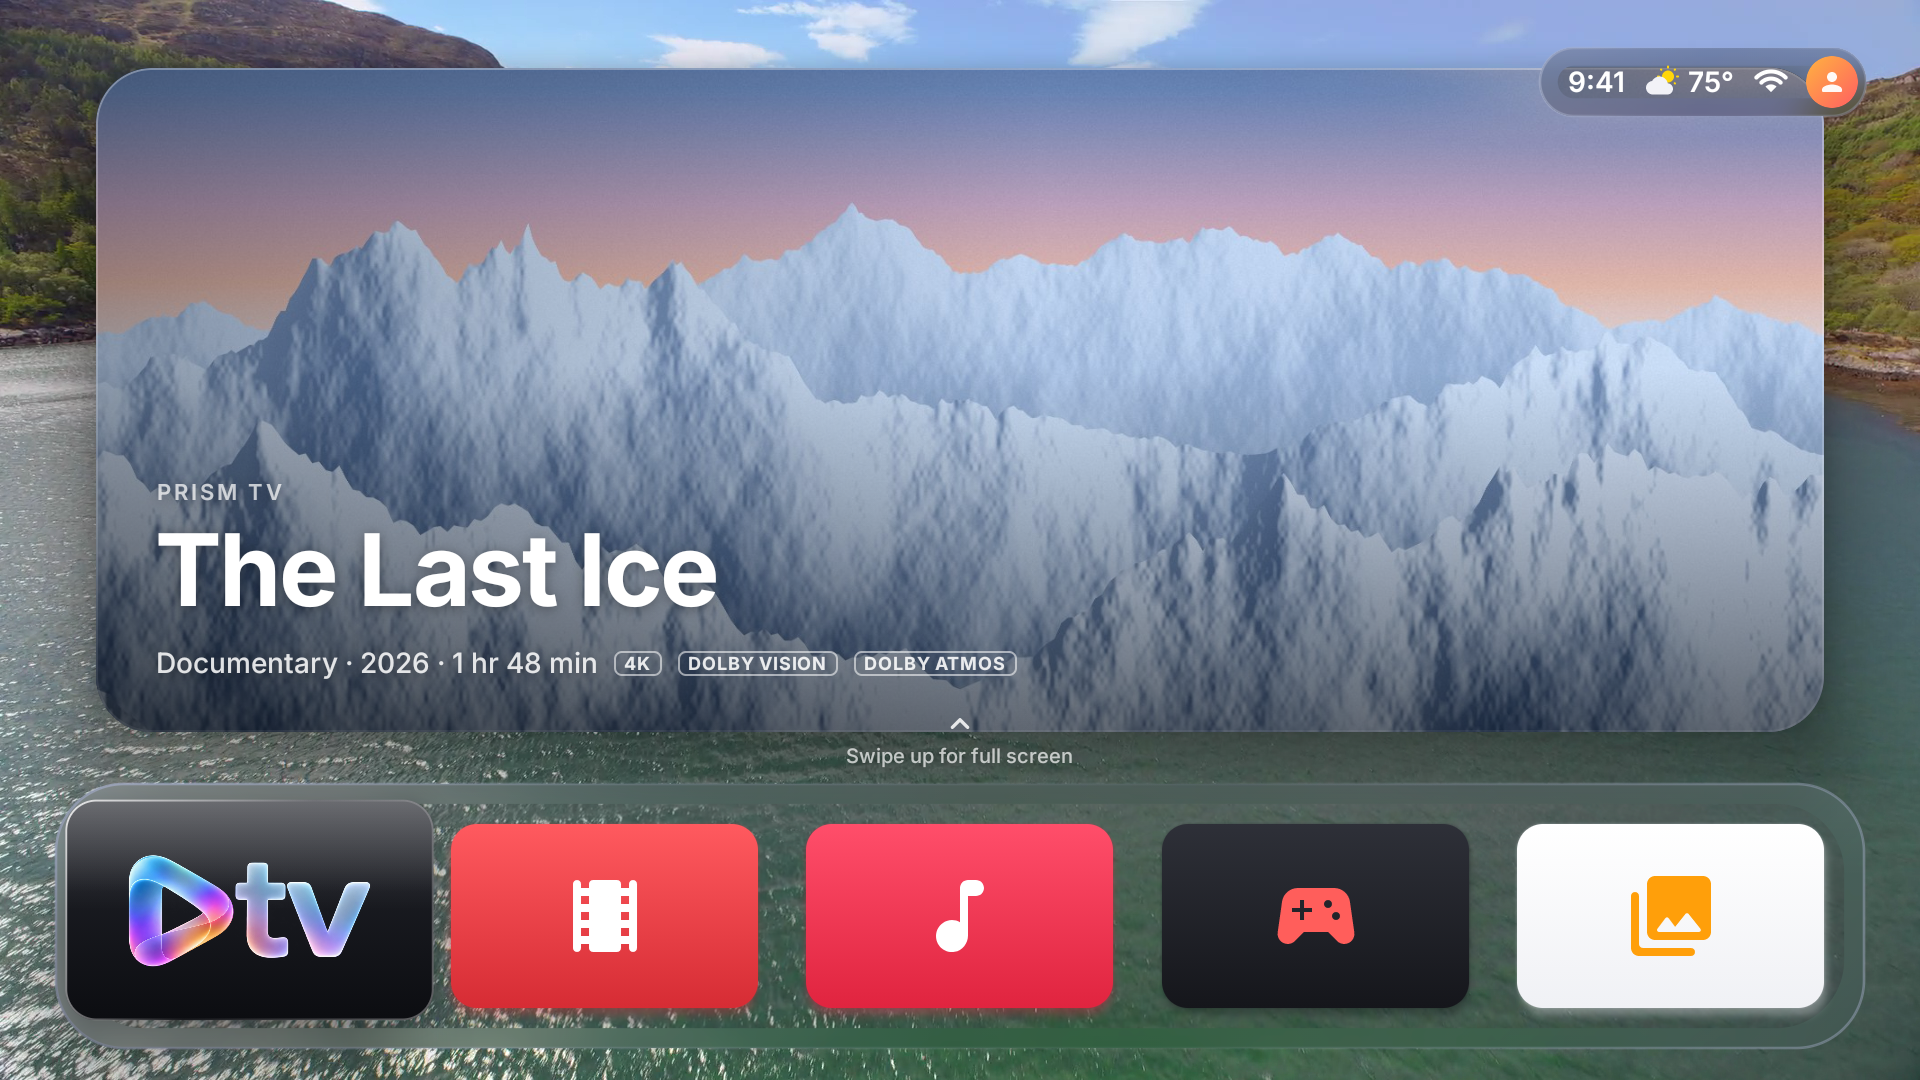 9:41 75°
PRISM TV
The Last Ice
Documentary · 2026 · 1 hr 48 min 4K DOLBY VISION DOLBY ATMOS
Swipe up for full screen
tv